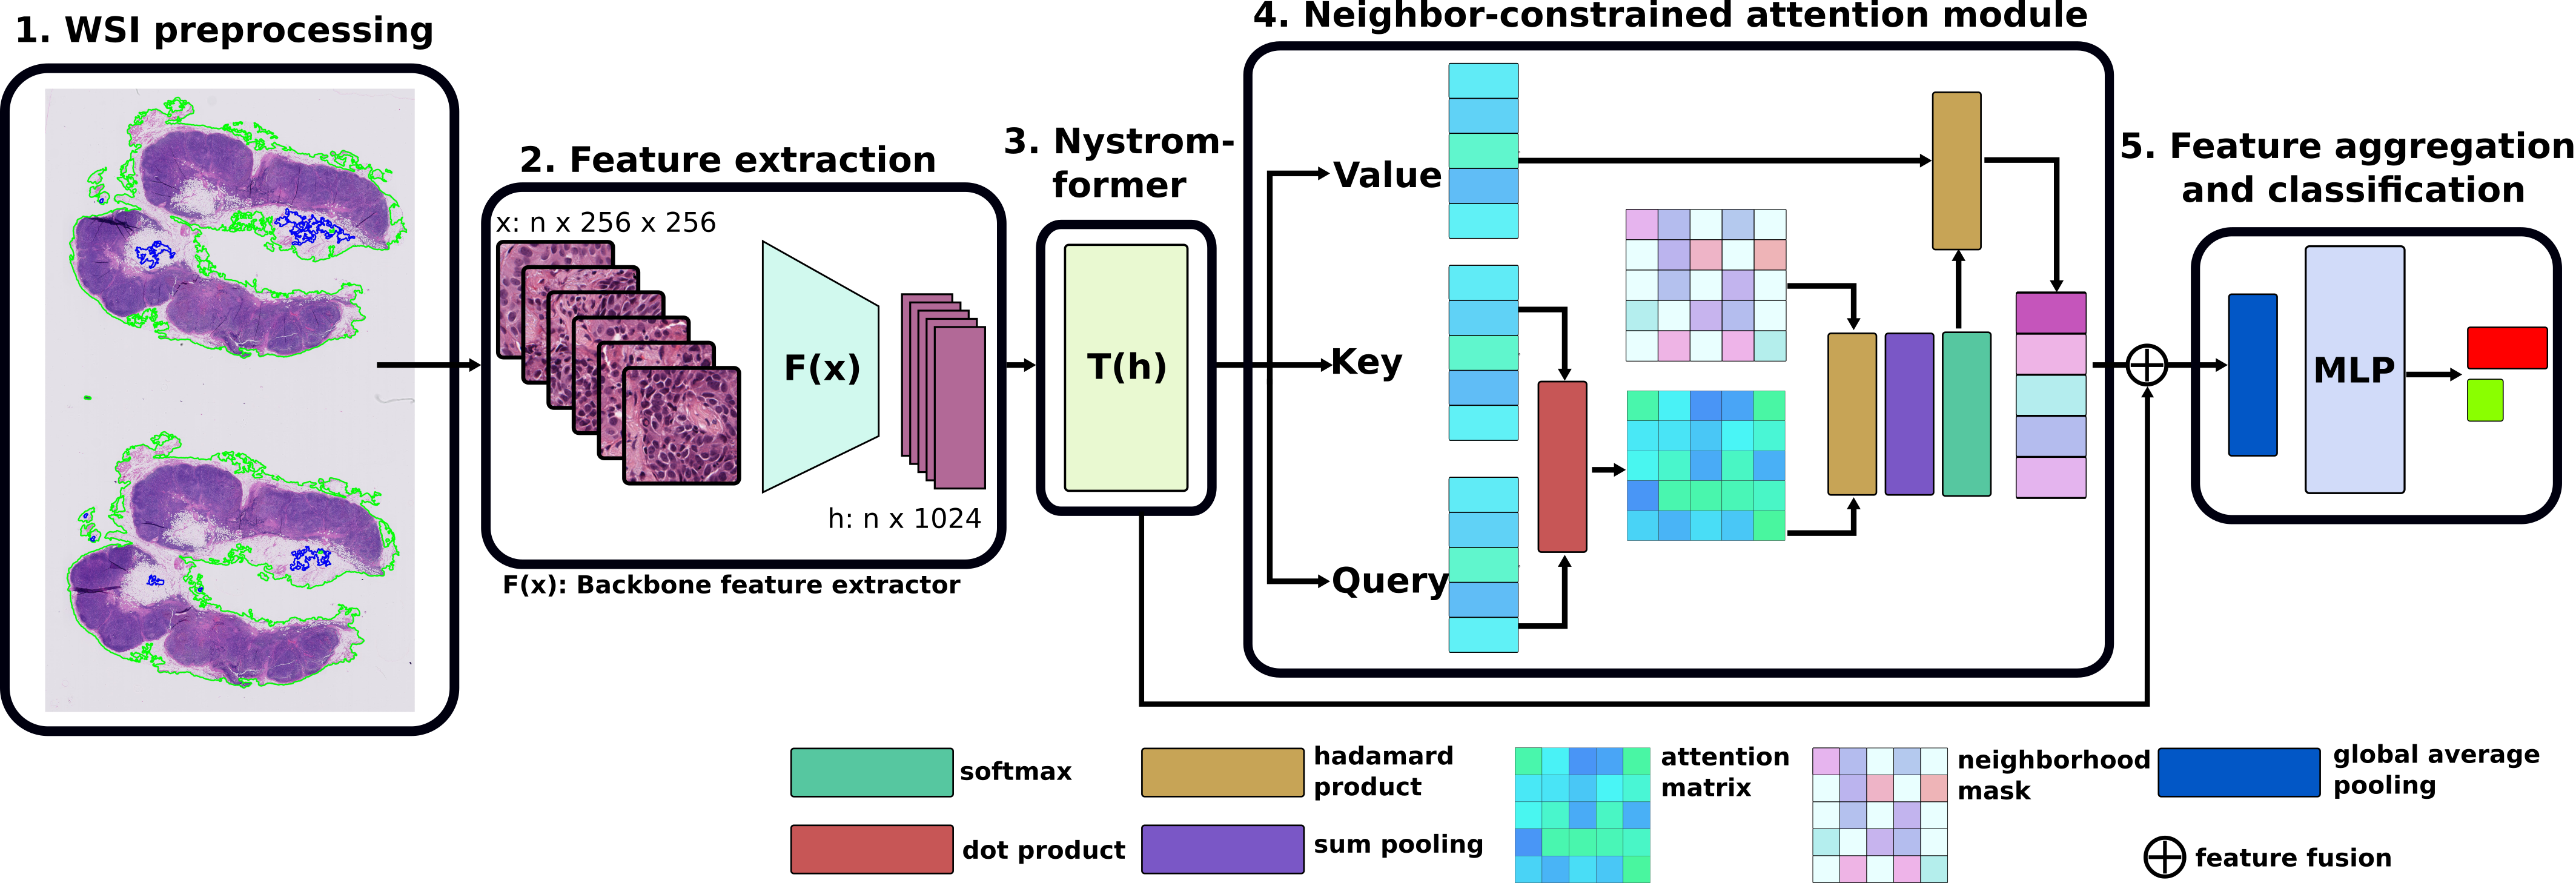 1. WSI preprocessing
2. Feature extraction
x: n x 256 x 256
F(x)
h: n x 1024
F(x): Backbone feature extractor
3. Nystrom-
former
T(h)
4. Neighbor-constrained attention module
Value
Key
Query
5. Feature aggregation
and classification
MLP
softmax
dot product
hadamard
product
sum pooling
attention
matrix
neighborhood
mask
global average
pooling
feature fusion